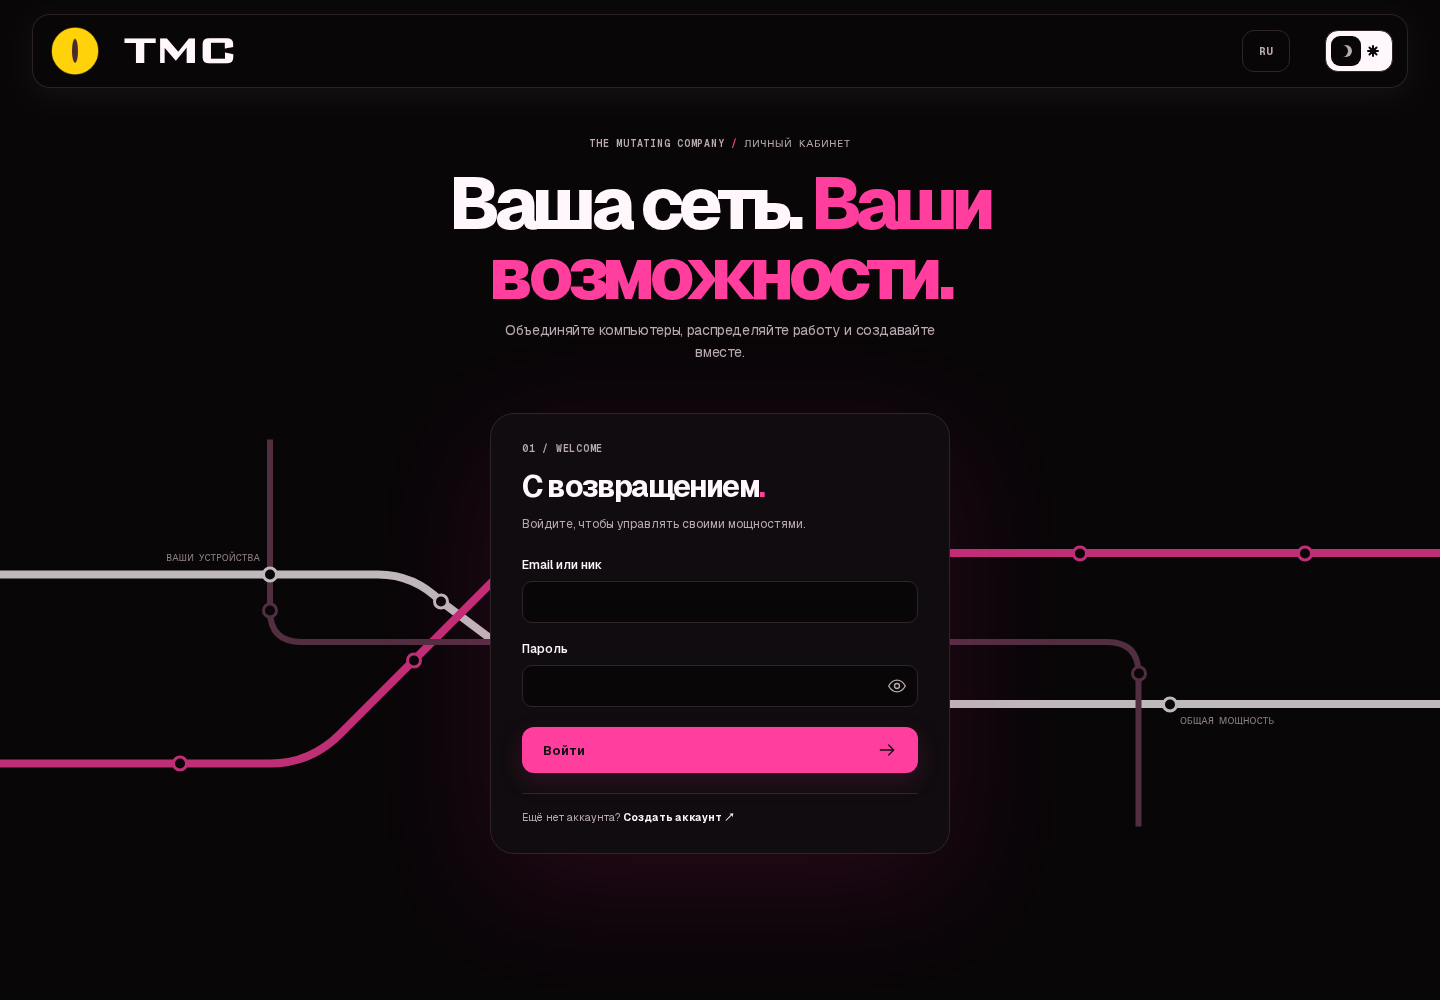 TMC
RU
THE MUTATING COMPANY / ЛИЧНЫЙ КАБИНЕТ
Ваша сеть. Ваши
возможности.
Объединяйте компьютеры, распределяйте работу и создавайте
вместе.
01 / WELCOME
С возвращением.
Войдите, чтобы управлять своими мощностями.
ВАШИ УСТРОЙСТВА
Email или ник
Пароль
ОБЩАЯ МОЩНОСТЬ
Войти →
Ещё нет аккаунта? Создать аккаунт ↗